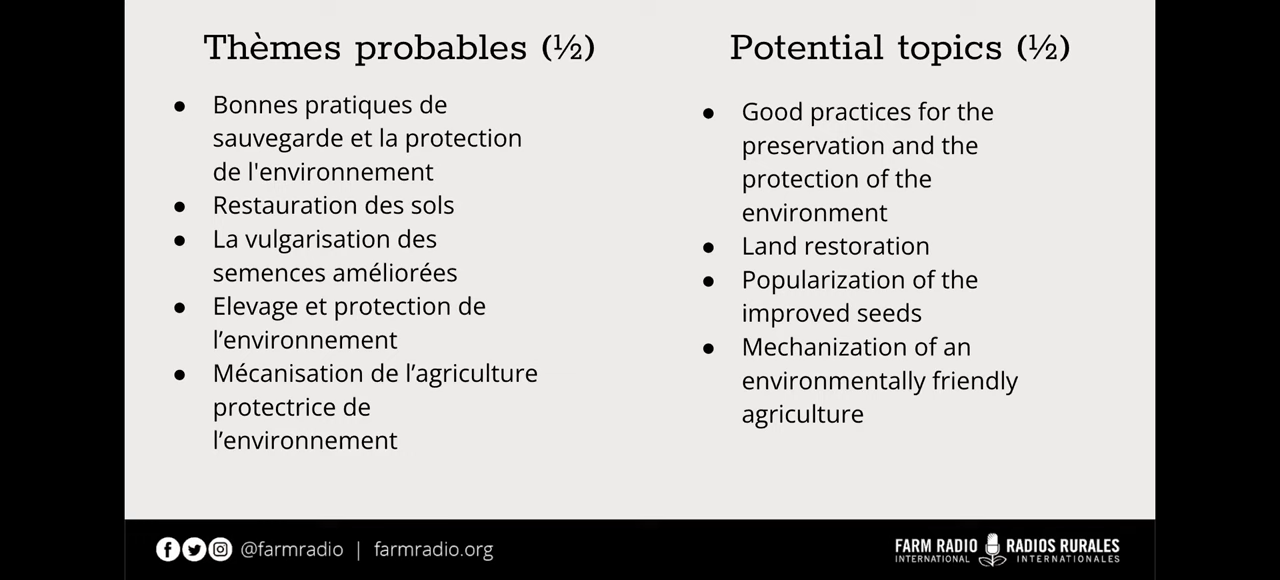 Thèmes probables (½)
● Bonnes pratiques de
sauvegarde et la protection
de l'environnement
● Restauration des sols
● La vulgarisation des
semences améliorées
● Elevage et protection de
l’environnement
● Mécanisation de l’agriculture
protectrice de
l’environnement
Potential topics (½)
● Good practices for the
preservation and the
protection of the
environment
● Land restoration
● Popularization of the
improved seeds
● Mechanization of an
environmentally friendly
agriculture
@farmradio | farmradio.org
FARM RADIO RADIOS RURALES
INTERNATIONAL INTERNATIONALES